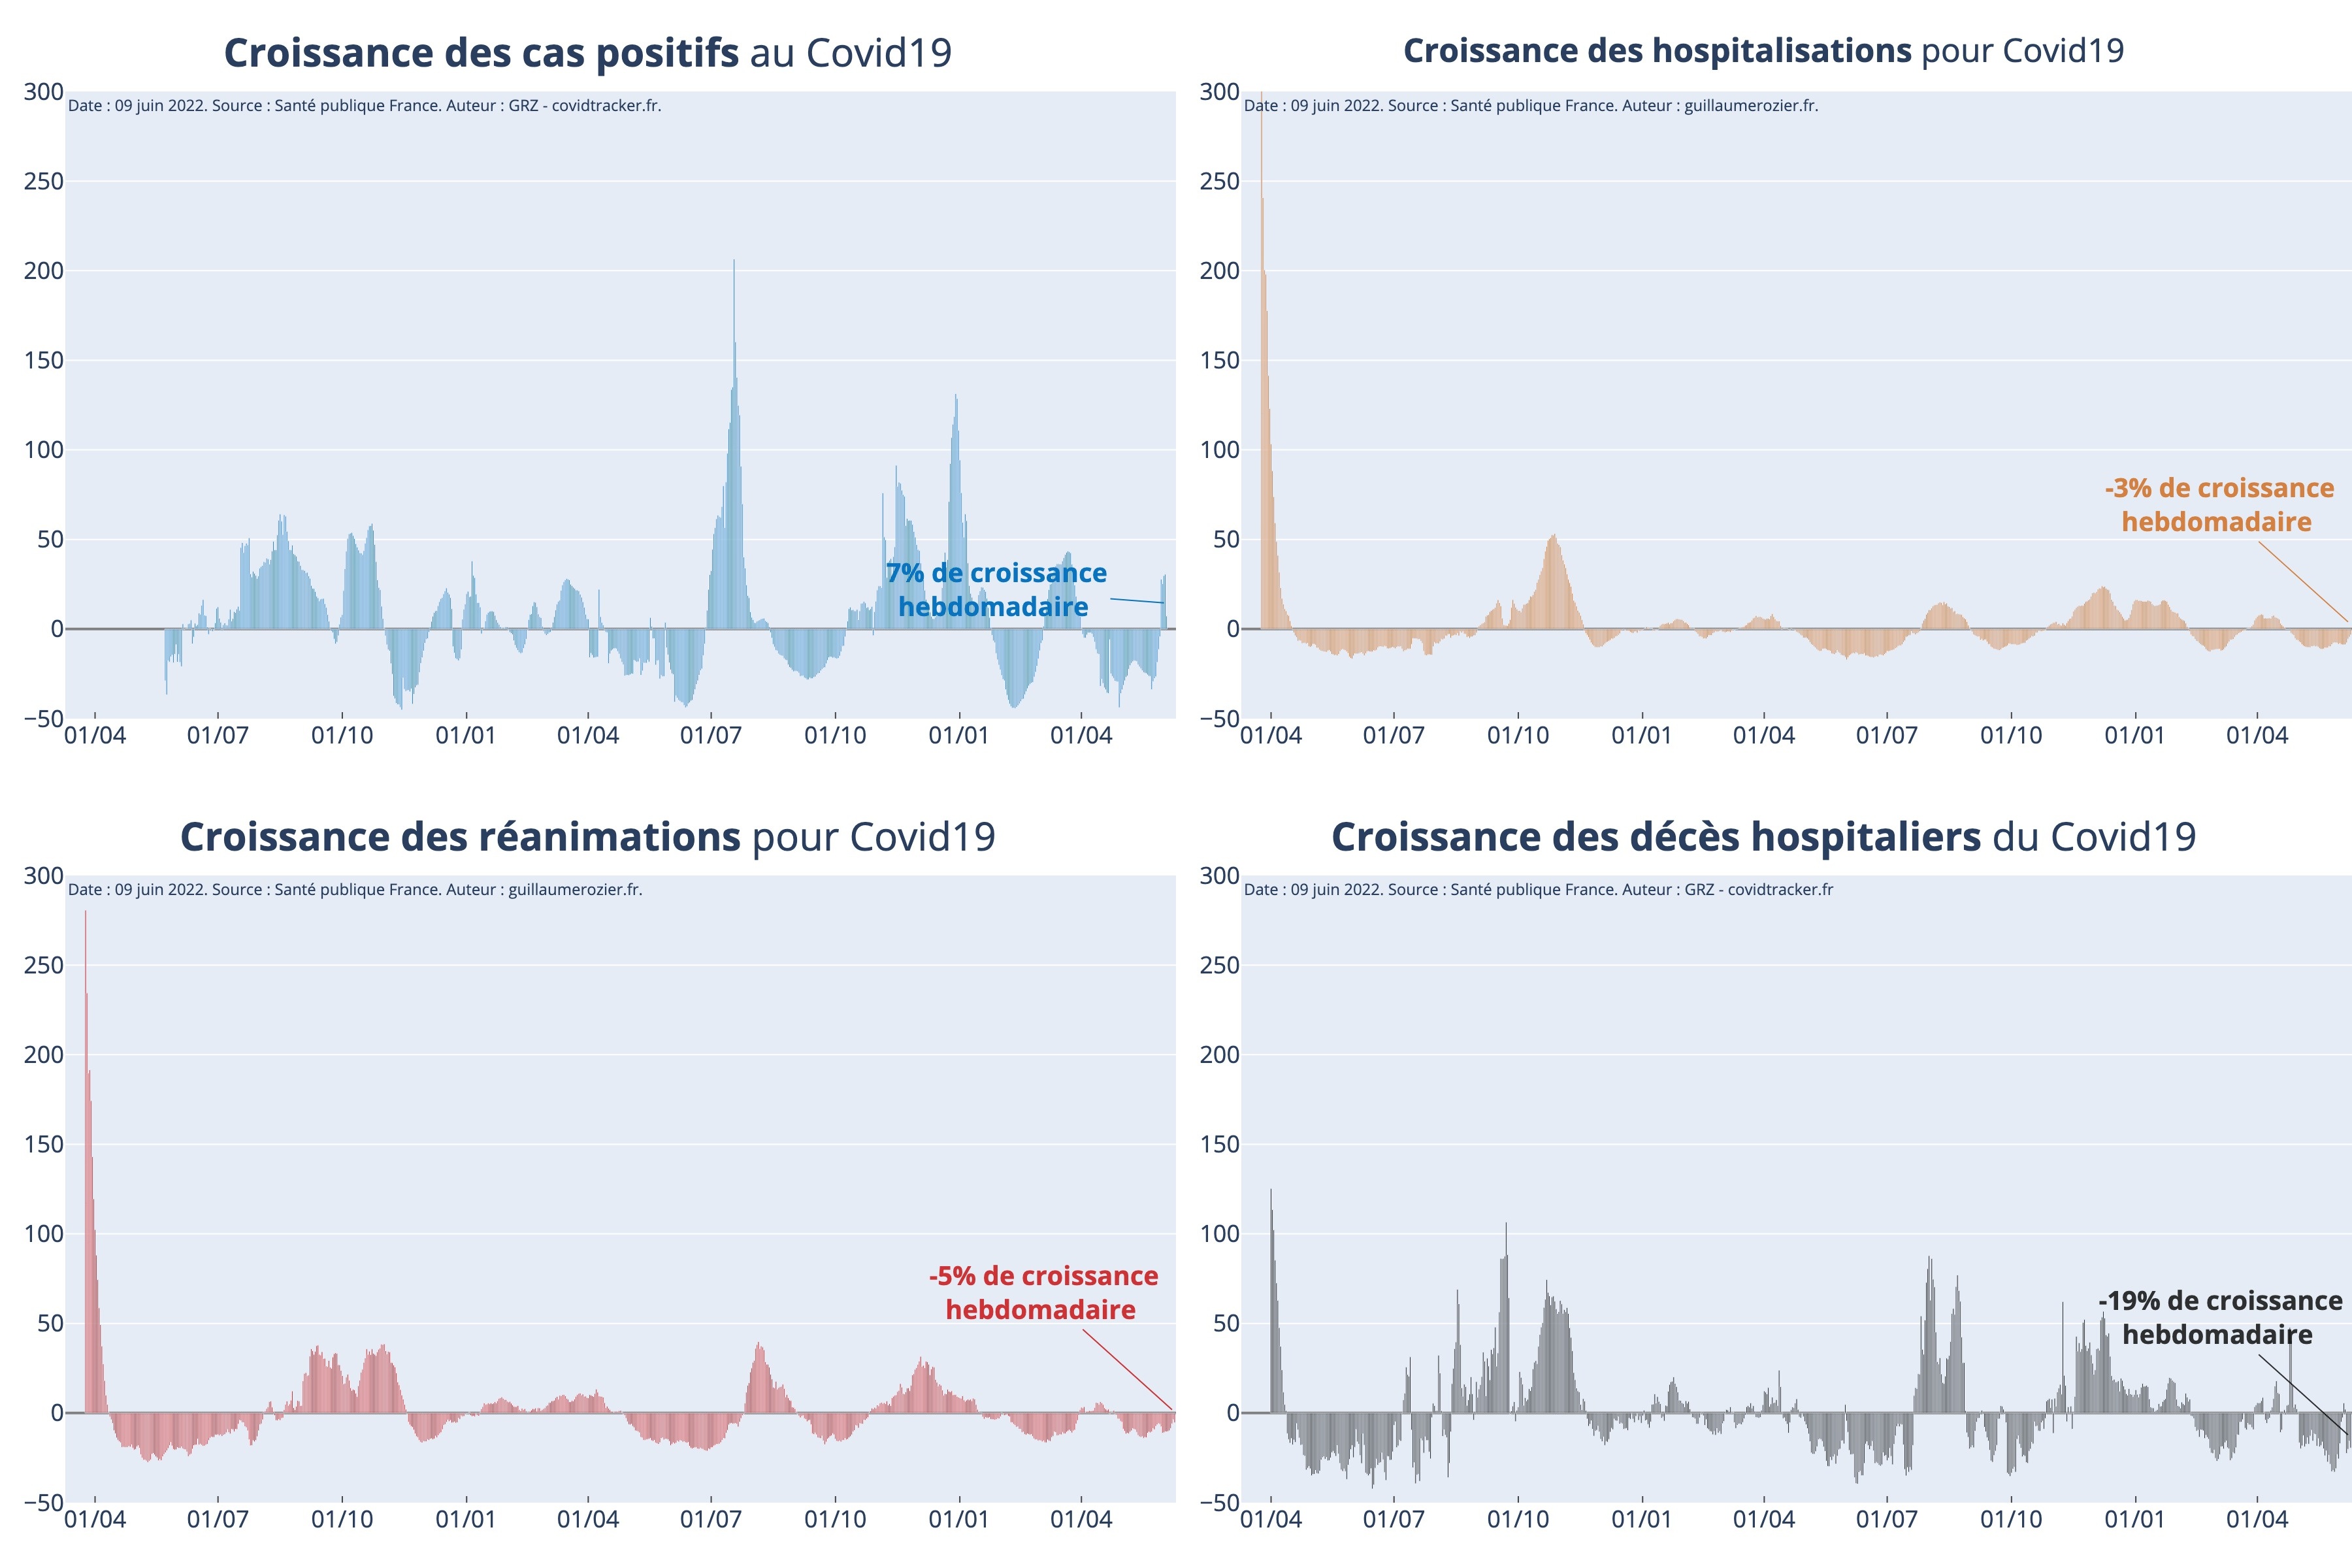 Croissance des cas positifs au Covid19
300
Date : 09 juin 2022. Source : Santé publique France. Auteur : GRZ - covidtracker.fr.
250
200
150
100
50
0
−50
7% de croissance
hebdomadaire
01/04 01/07 01/10 01/01 01/04 01/07 01/10 01/01 01/04
Croissance des hospitalisations pour Covid19
300
Date : 09 juin 2022. Source : Santé publique France. Auteur : guillaumerozier.fr.
250
200
150
100
50
0
−50
-3% de croissance
hebdomadaire
01/04 01/07 01/10 01/01 01/04 01/07 01/10 01/01 01/04
Croissance des réanimations pour Covid19
300
Date : 09 juin 2022. Source : Santé publique France. Auteur : guillaumerozier.fr.
250
200
150
100
50
0
−50
-5% de croissance
hebdomadaire
01/04 01/07 01/10 01/01 01/04 01/07 01/10 01/01 01/04
Croissance des décès hospitaliers du Covid19
300
Date : 09 juin 2022. Source : Santé publique France. Auteur : GRZ - covidtracker.fr
250
200
150
100
50
0
−50
-19% de croissance
hebdomadaire
01/04 01/07 01/10 01/01 01/04 01/07 01/10 01/01 01/04